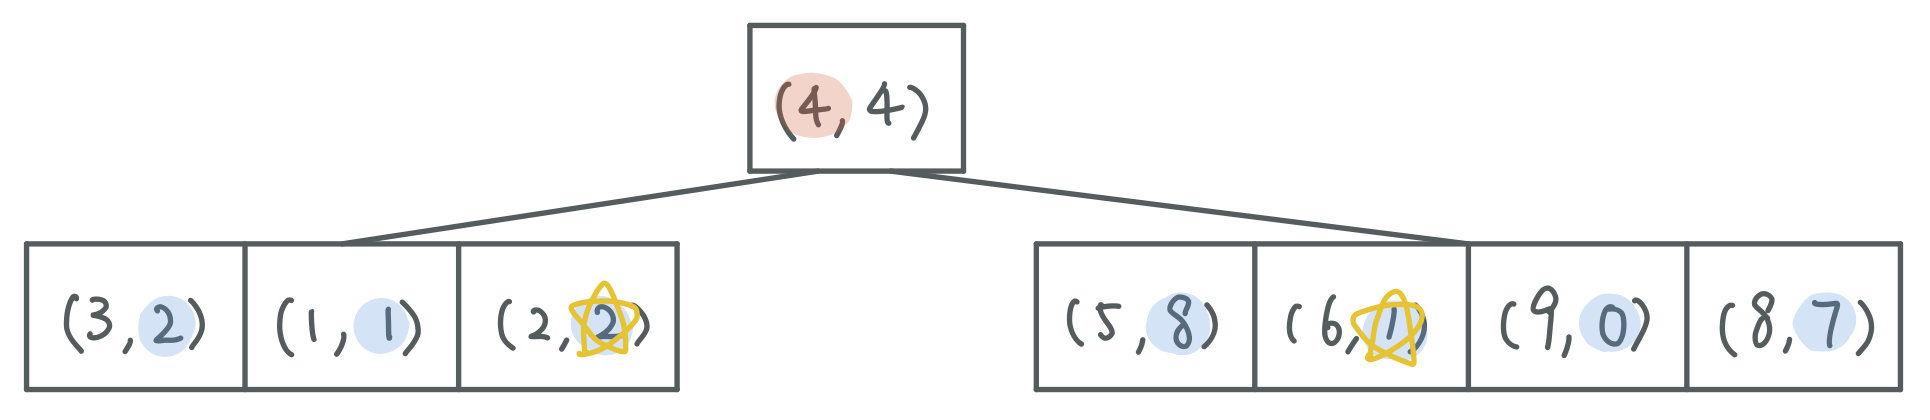 (4, 4)
(3, 2) (1, 1) (2, 2) (5, 8) (6, 1) (9, 0) (8, 7)